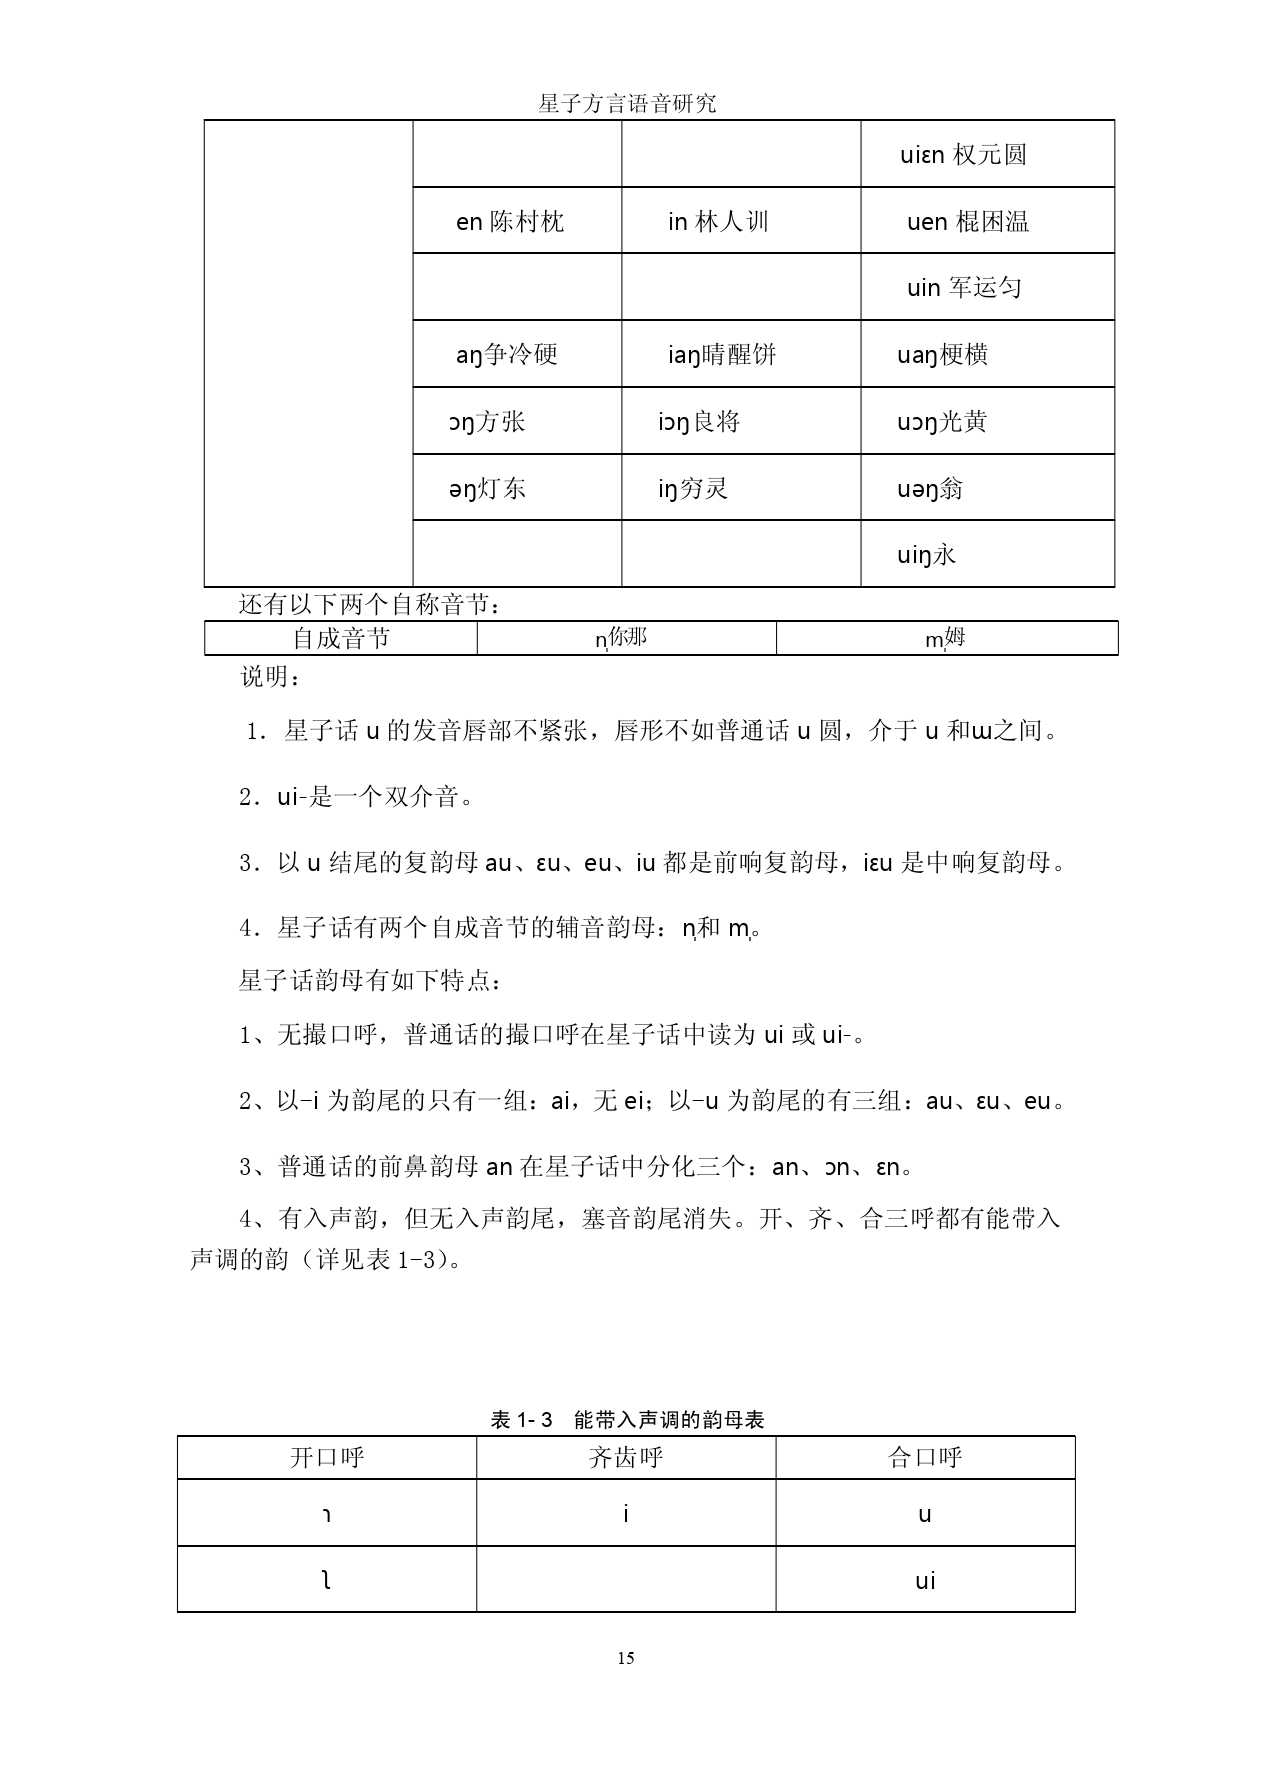 星子方言语音研究
uiɛn 权元圆
en 陈村枕 in 林人训 uen 棍困温
uin 军运匀
aŋ争冷硬 iaŋ晴醒饼 uaŋ梗横
ɔŋ方张 iɔŋ良将 uɔŋ光黄
əŋ灯东 iŋ穷灵 uəŋ翁
uiŋ永
还有以下两个自称音节：
自成音节 n̩你那 m̩姆
说明：
1．星子话 u 的发音唇部不紧张，唇形不如普通话 u 圆，介于 u 和ɯ之间。
2．ui-是一个双介音。
3．以 u 结尾的复韵母 au、ɛu、eu、iu 都是前响复韵母，iɛu 是中响复韵母。
4．星子话有两个自成音节的辅音韵母：n̩和 m̩。
星子话韵母有如下特点：
1、无撮口呼，普通话的撮口呼在星子话中读为 ui 或 ui-。
2、以-i 为韵尾的只有一组：ai，无 ei；以-u 为韵尾的有三组：au、ɛu、eu。
3、普通话的前鼻韵母 an 在星子话中分化三个：an、ɔn、ɛn。
4、有入声韵，但无入声韵尾，塞音韵尾消失。开、齐、合三呼都有能带入
声调的韵（详见表 1-3）。
表 1- 3 能带入声调的韵母表
开口呼 齐齿呼 合口呼
ɿ i u
ʅ ui
15